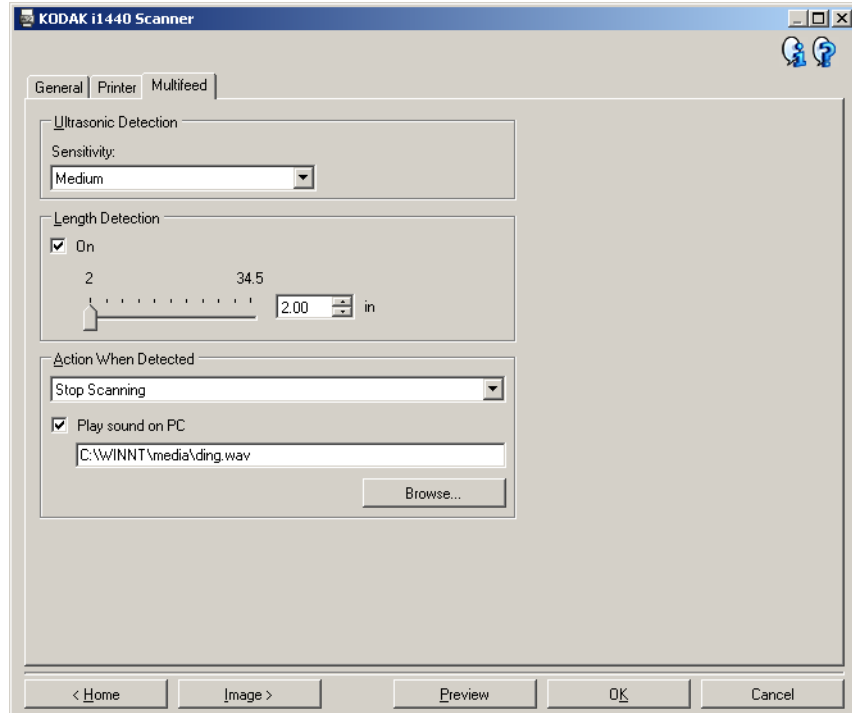 KODAK i1440 Scanner
General Printer Multifeed
Ultrasonic Detection
Sensitivity:
Medium
Length Detection
On
2 34.5
2.00 in
Action When Detected
Stop Scanning
Play sound on PC
C:\WINNT\media\ding.wav
Browse...
< Home Image > Preview OK Cancel